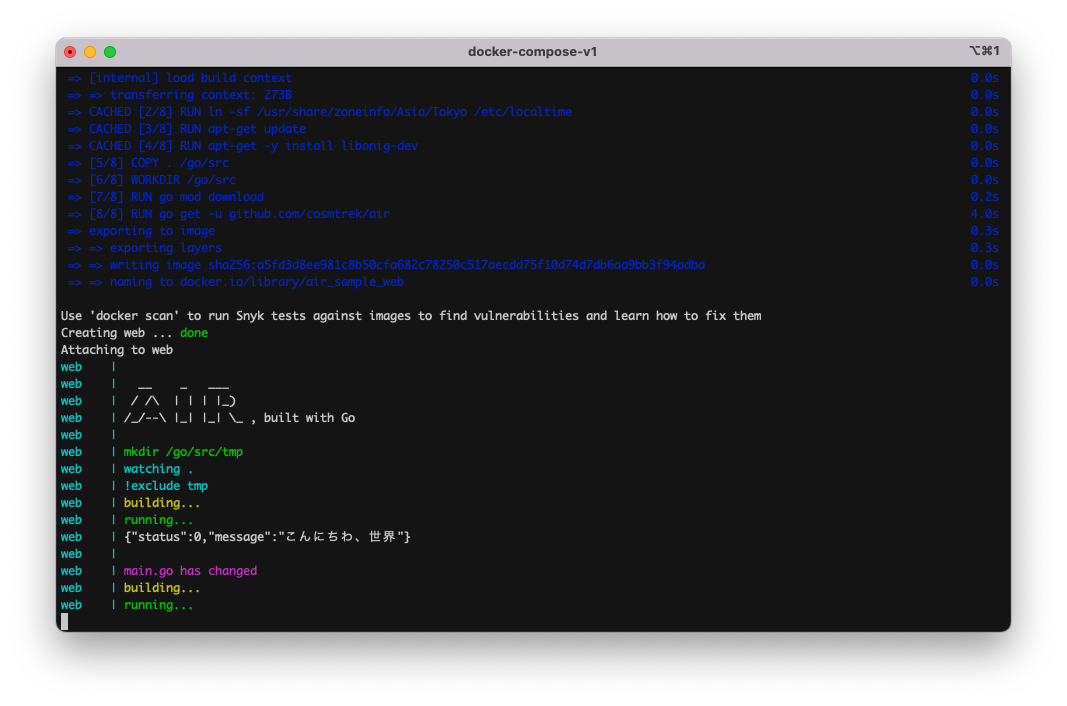 docker-compose-v1
⌥⌘1
=> [internal] load build context 0.0s
=> => transferring context: 273B 0.0s
=> CACHED [2/8] RUN ln -sf /usr/share/zoneinfo/Asia/Tokyo /etc/localtime 0.0s
=> CACHED [3/8] RUN apt-get update 0.0s
=> CACHED [4/8] RUN apt-get -y install libonig-dev 0.0s
=> [5/8] COPY . /go/src 0.0s
=> [6/8] WORKDIR /go/src 0.0s
=> [7/8] RUN go mod download 0.2s
=> [8/8] RUN go get -u github.com/cosmtrek/air 4.0s
=> exporting to image 0.3s
=> => exporting layers 0.3s
=> => writing image sha256:a5fd3d8ee981c8b50cfa682c78250c517aecdd75f10d74d7db6aa9bb3f94adba 0.0s
=> => naming to docker.io/library/air_sample_web 0.0s
Use 'docker scan' to run Snyk tests against images to find vulnerabilities and learn how to fix them
Creating web ... done
Attaching to web
web    |
web    |   __    _   ___
web    |  / /\  | | | |_)
web    | /_/--\ |_| |_| \_ , built with Go
web    |
web    | mkdir /go/src/tmp
web    | watching .
web    | !exclude tmp
web    | building...
web    | running...
web    | {"status":0,"message":"こんにちわ、世界"}
web    |
web    | main.go has changed
web    | building...
web    | running...